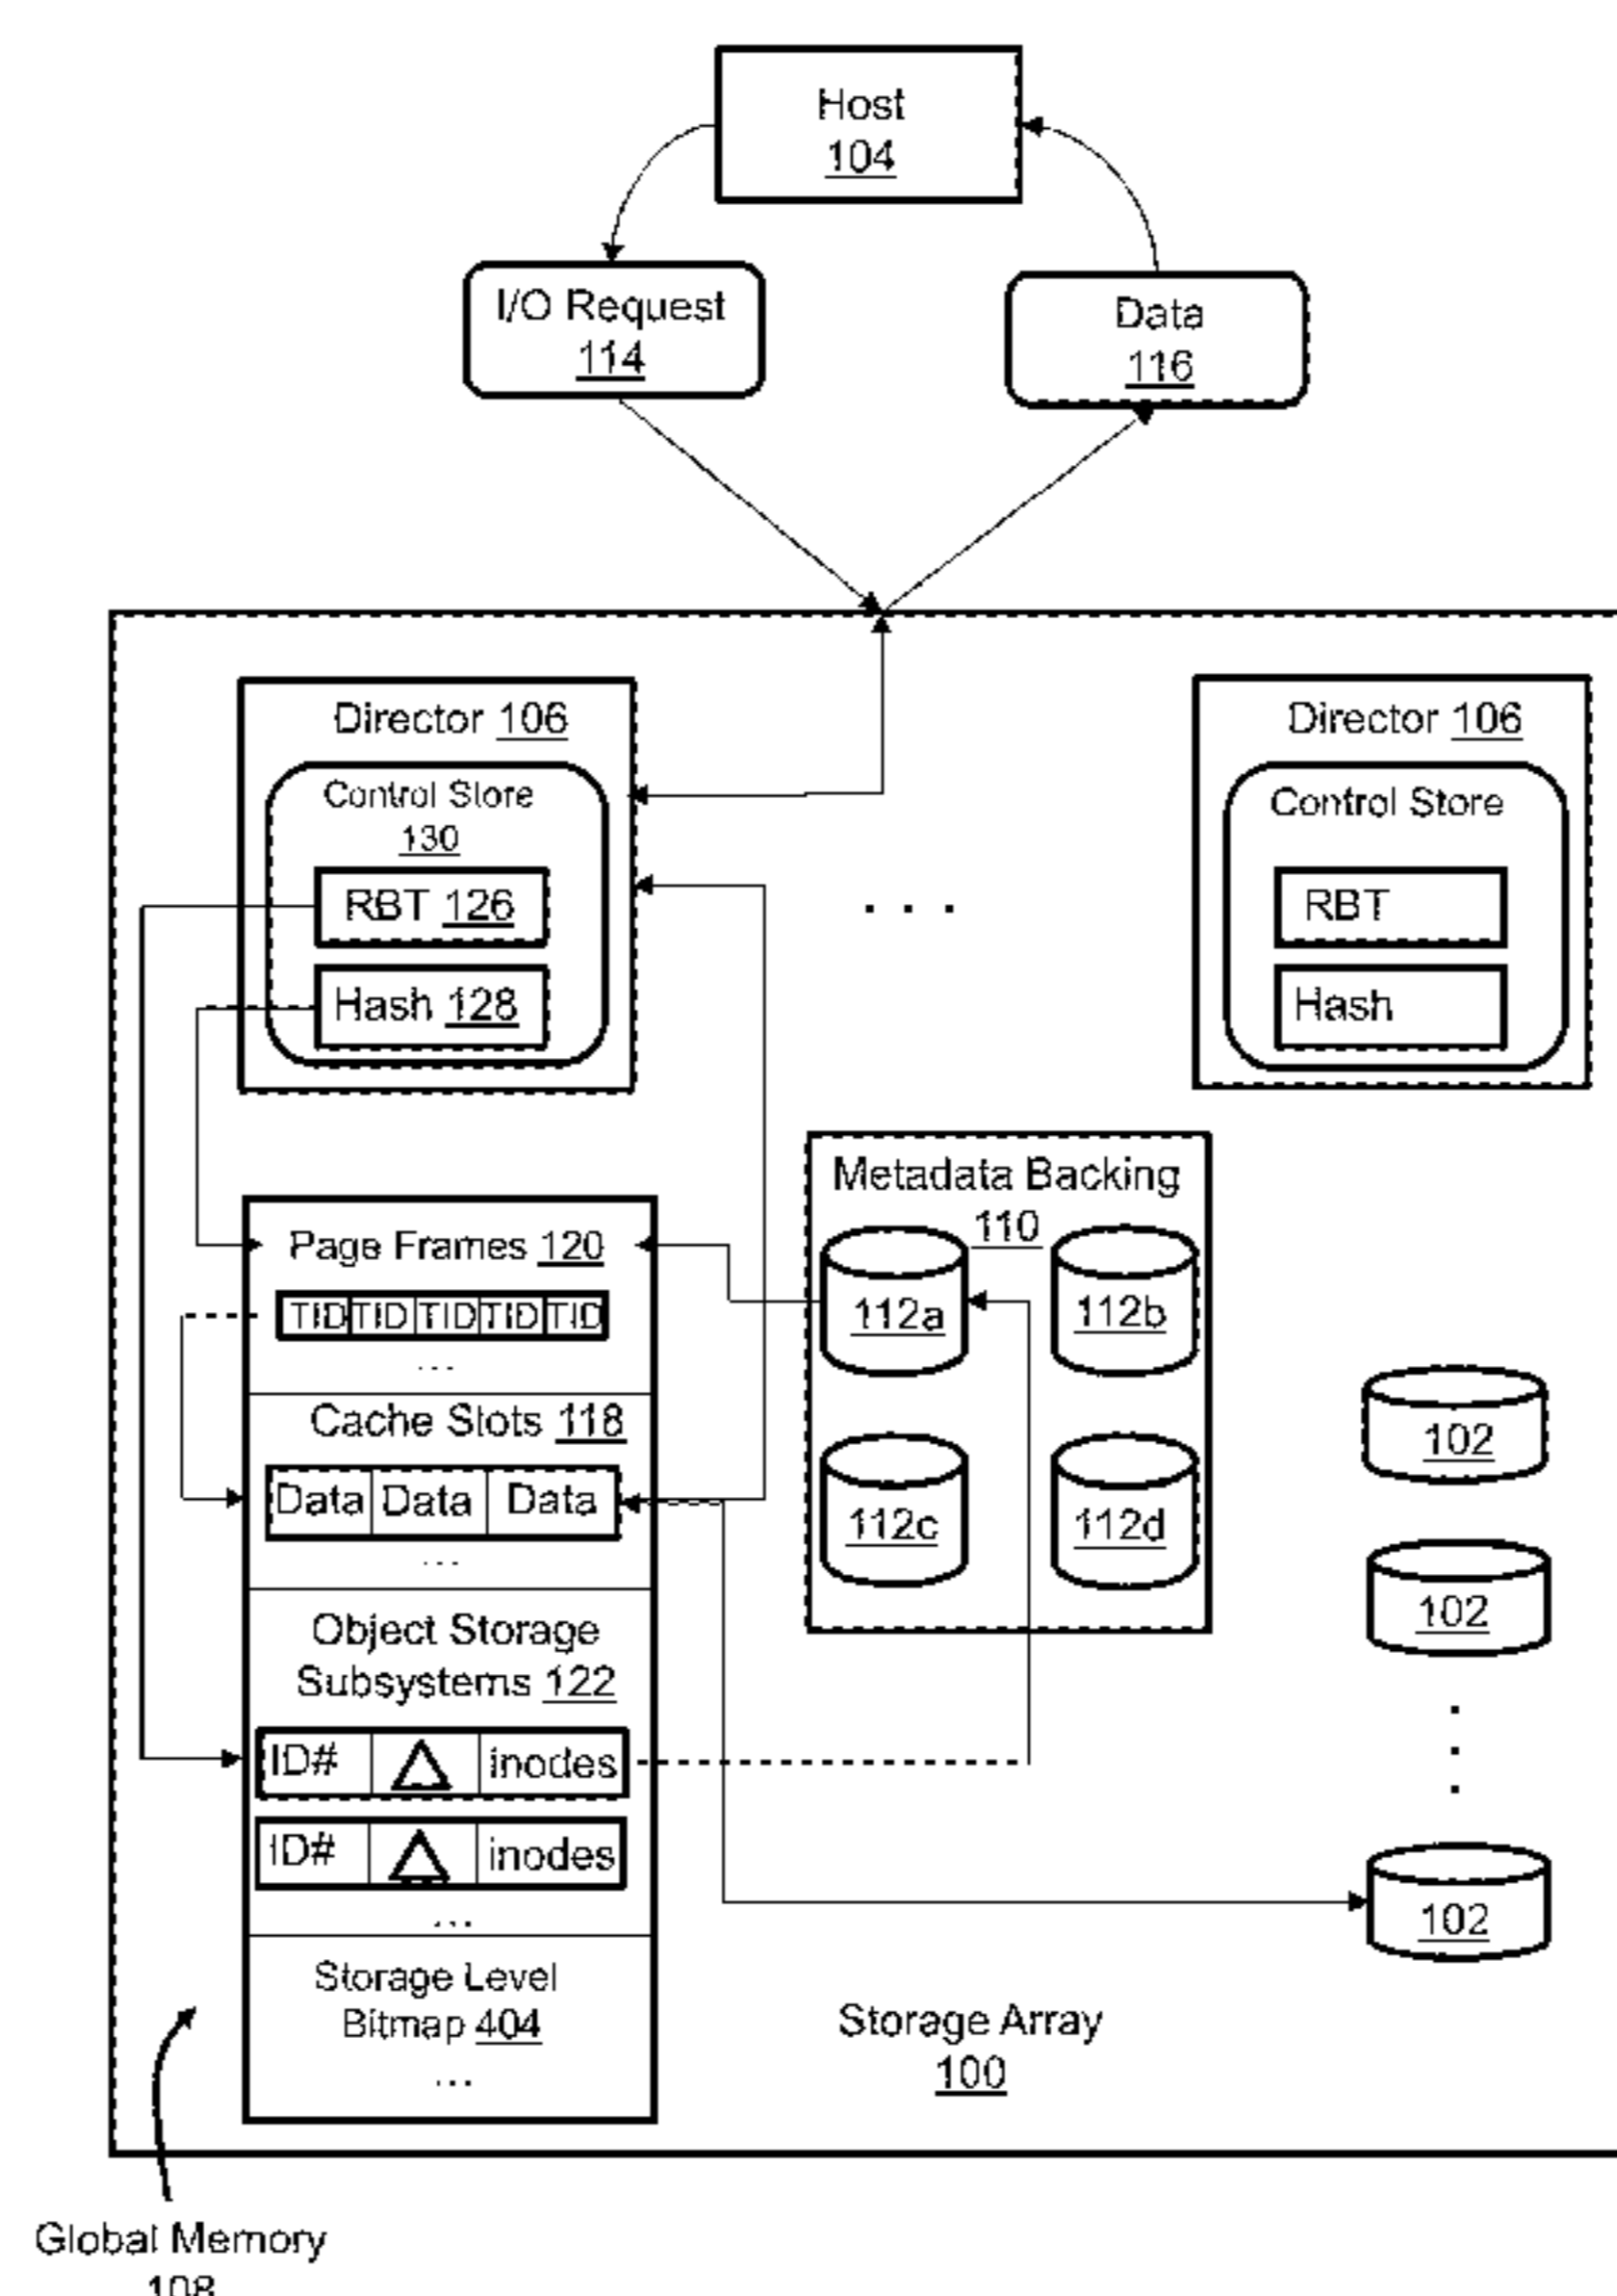 Host
104
I/O Request
114
Data
116
Director 106
Control Store
130
RBT 126
Hash 128
Director 106
Control Store
RBT
Hash
. . .
Metadata Backing
110
112a
112b
112c
112d
Page Frames 120
TID TID TID TID TID
...
Cache Slots 118
Data Data Data
...
Object Storage
Subsystems 122
ID# inodes
ID# inodes
...
Storage Level
Bitmap 404
...
102
102
102
Storage Array
100
Global Memory
108